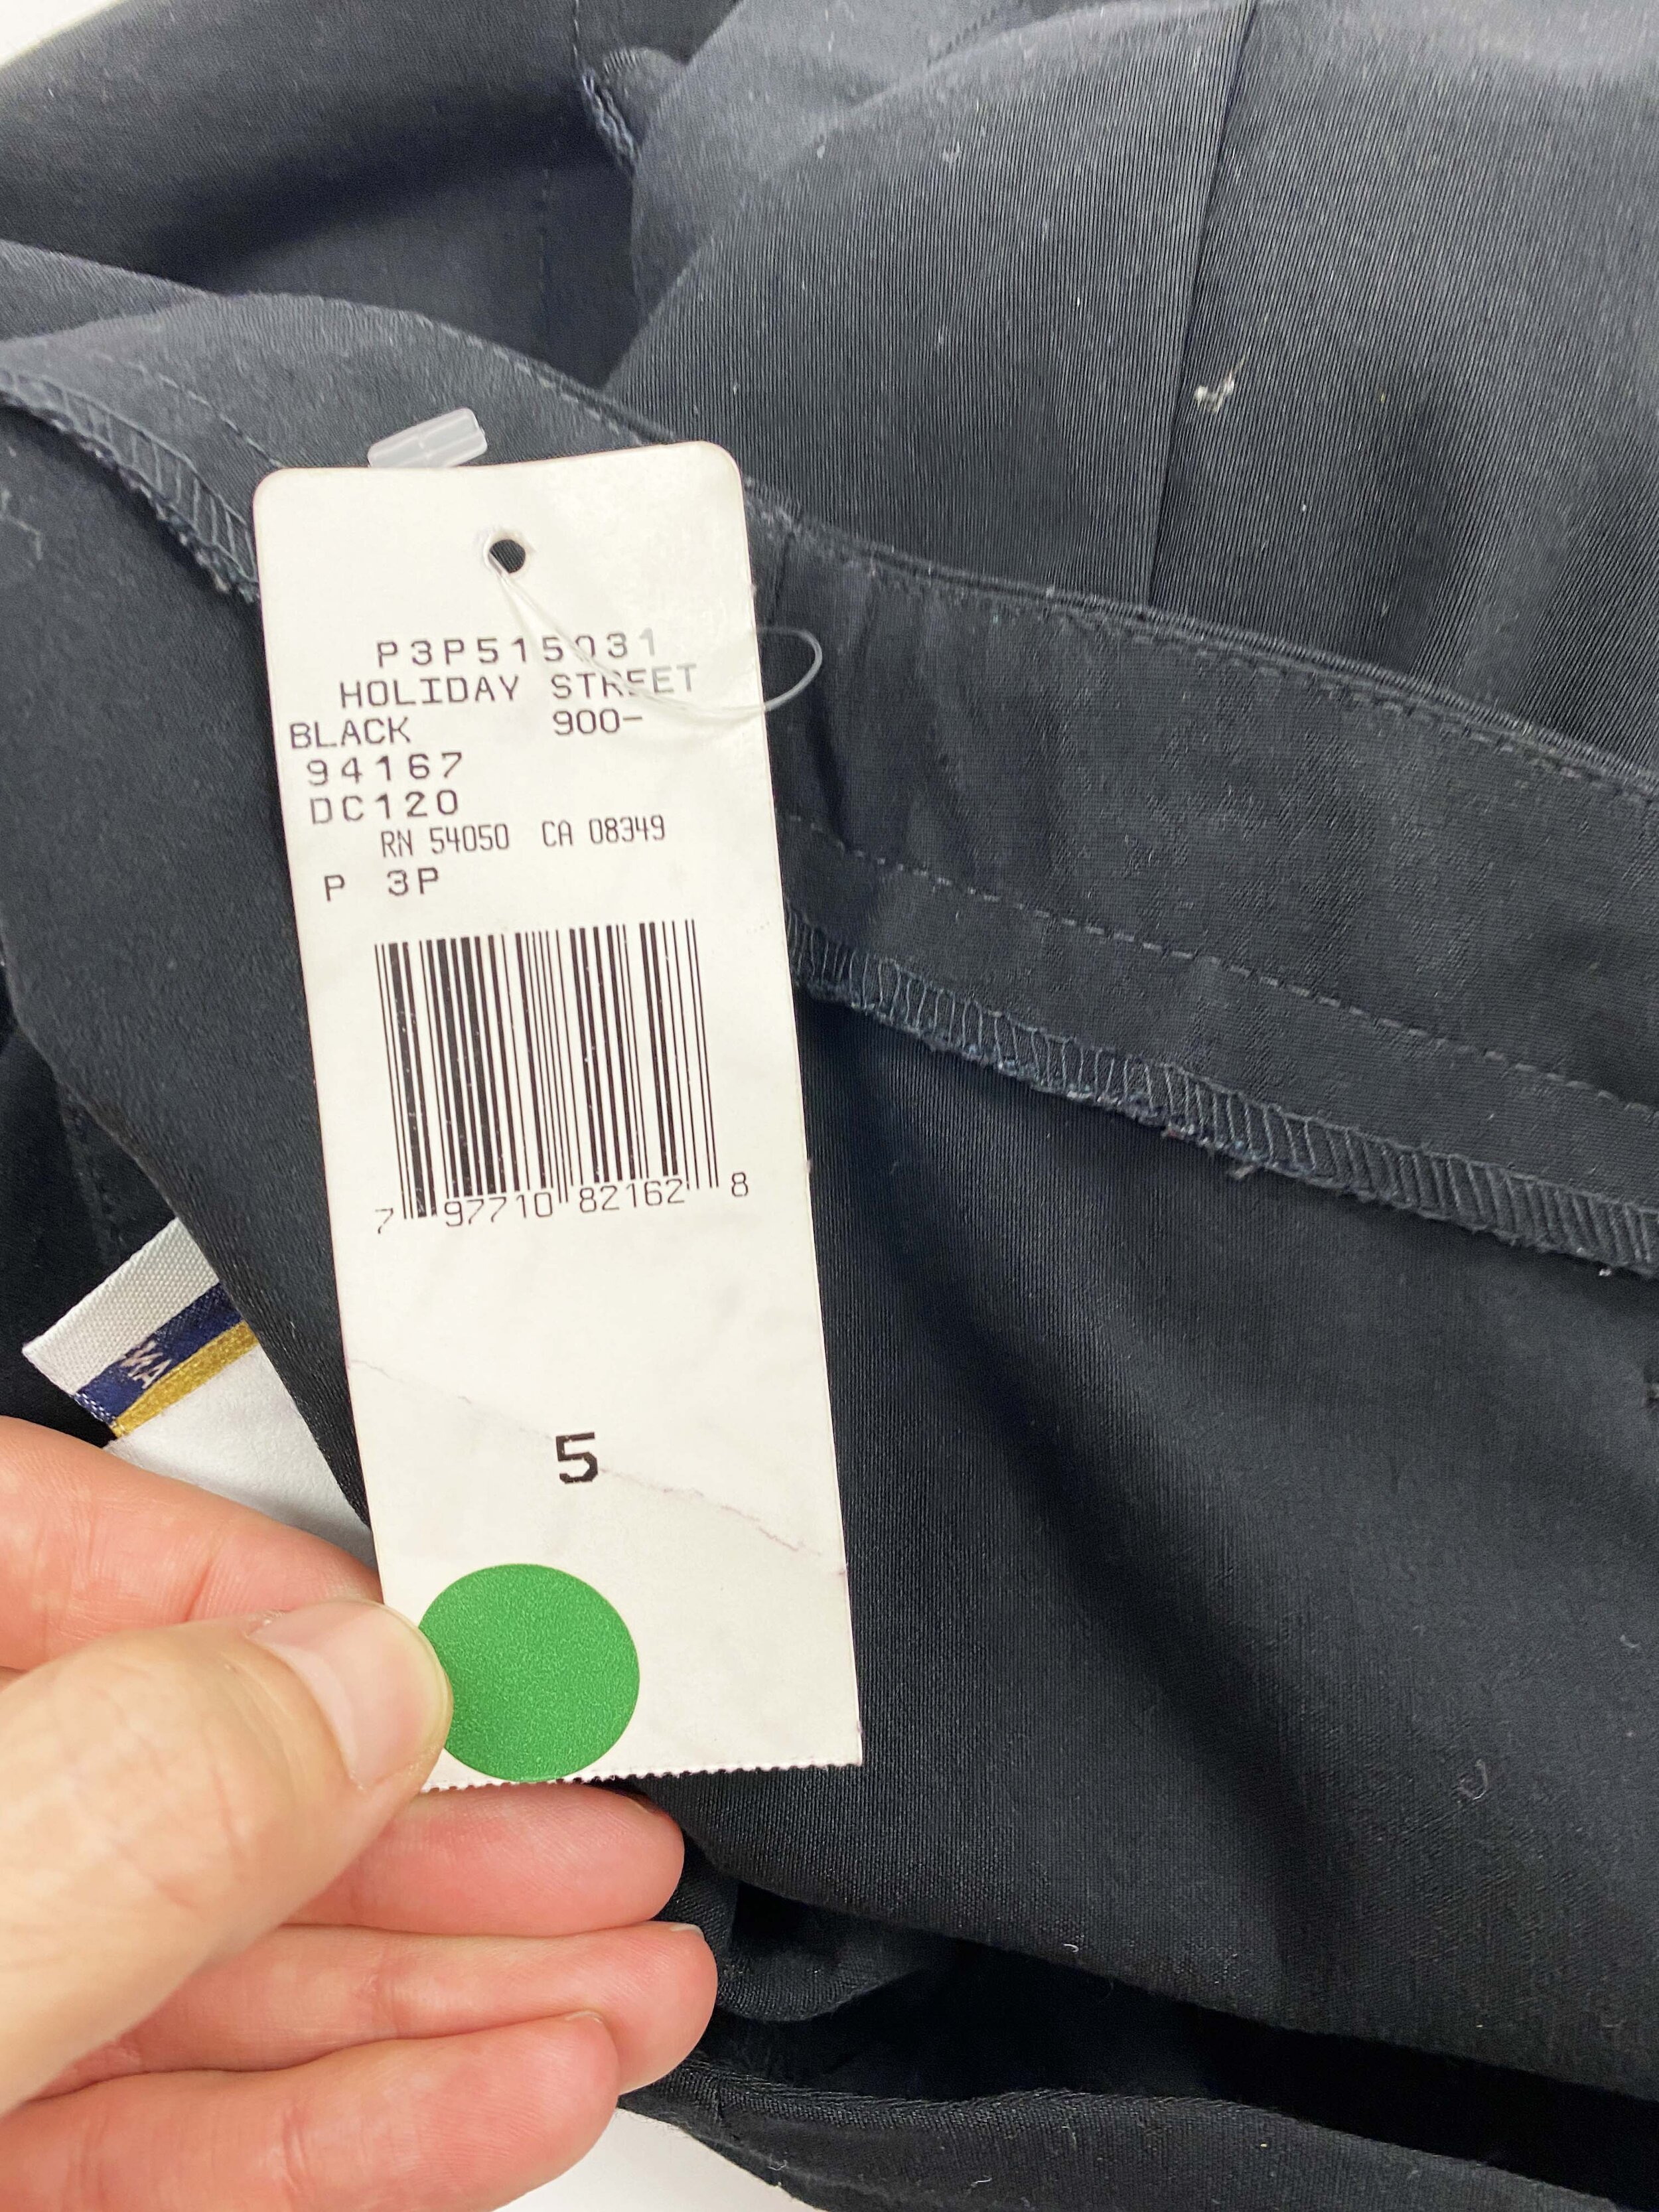 P3P515031
HOLIDAY STREET
BLACK 900-
94167
DC120
RN 54050 CA 08349
P 3P
7 97710 82162 8
5